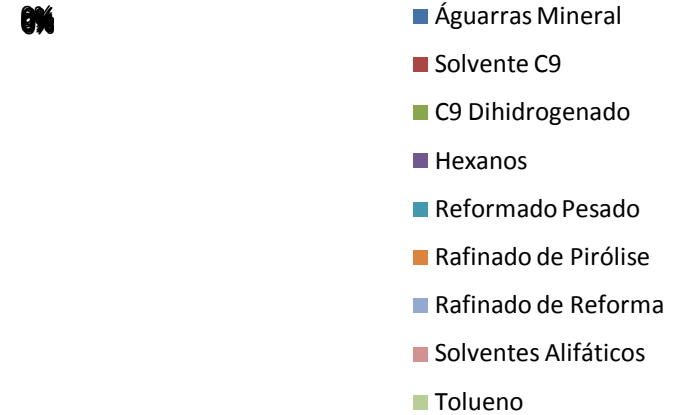 Águarras Mineral
Solvente C9
C9 Dihidrogenado
Hexanos
Reformado Pesado
Rafinado de Pirólise
Rafinado de Reforma
Solventes Alifáticos
Tolueno